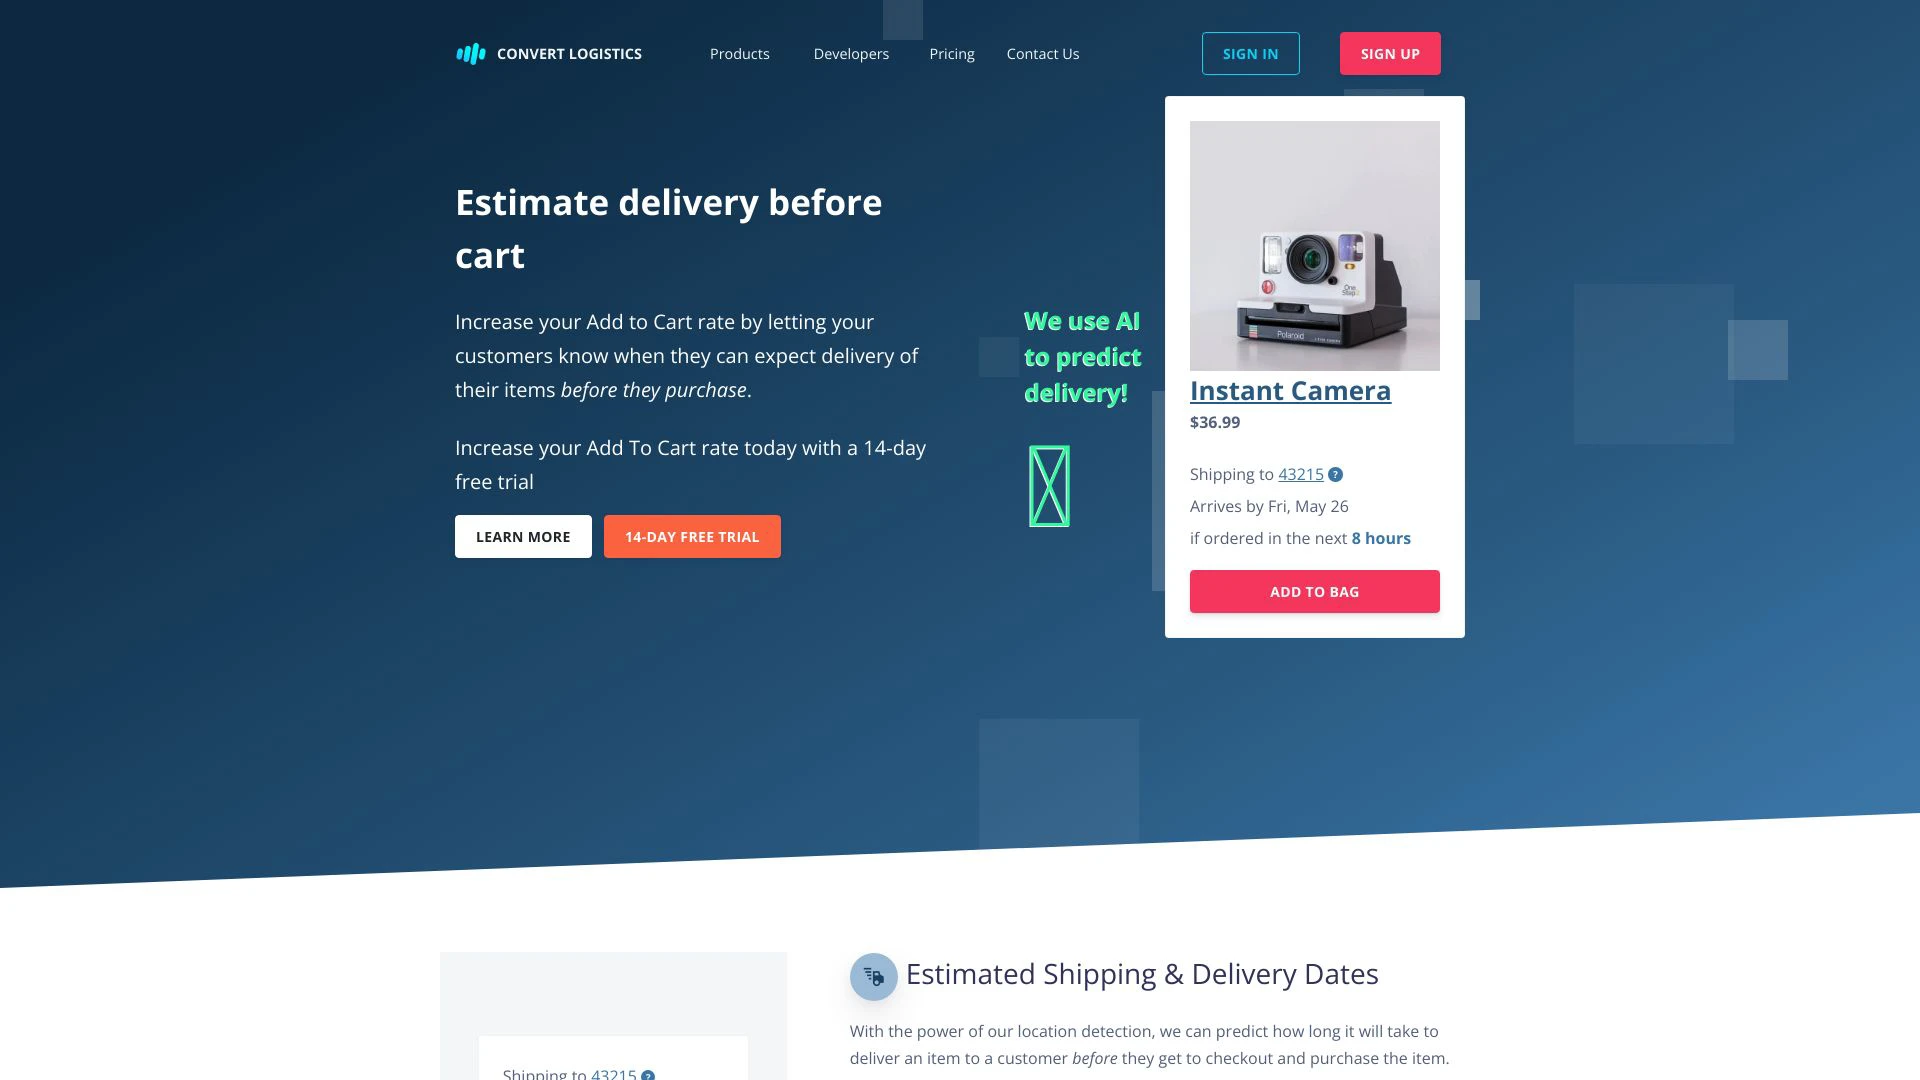 CONVERT LOGISTICS
Products
Developers
Pricing
Contact Us
SIGN IN
SIGN UP
Estimate delivery before
cart
Increase your Add to Cart rate by letting your
customers know when they can expect delivery of
their items before they purchase.
Increase your Add To Cart rate today with a 14-day
free trial
LEARN MORE
14-DAY FREE TRIAL
We use AI
to predict
delivery!
One
Step2
Polaroid
Instant Camera
$36.99
Shipping to 43215 ?
Arrives by Fri, May 26
if ordered in the next 8 hours
ADD TO BAG
Shipping to 43215 ?
Estimated Shipping & Delivery Dates
With the power of our location detection, we can predict how long it will take to
deliver an item to a customer before they get to checkout and purchase the item.